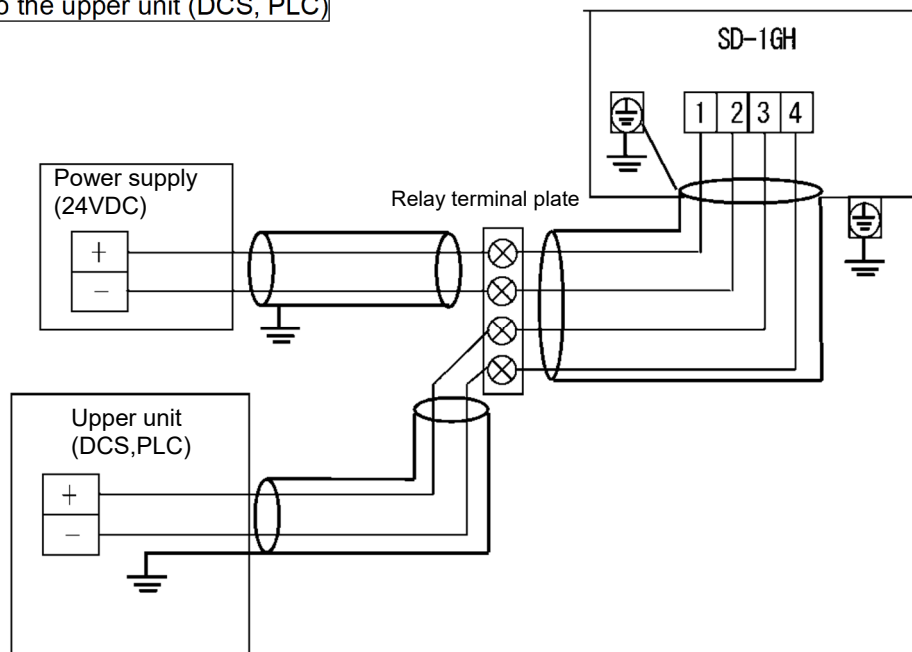 o the upper unit (DCS, PLC)
SD-1GH
1 2 3 4
Power supply
(24VDC)
+
−
Relay terminal plate
Upper unit
(DCS,PLC)
+
−